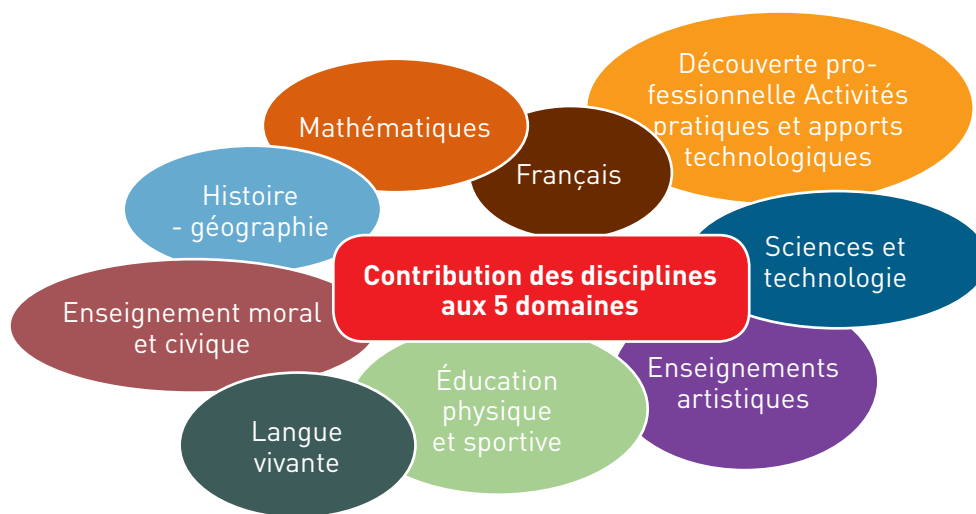 Découverte pro-
fessionnelle Activités
pratiques et apports
technologiques
Mathématiques
Français
Histoire
- géographie
Sciences et
technologie
Contribution des disciplines
aux 5 domaines
Enseignement moral
et civique
Enseignements
artistiques
Éducation
physique
et sportive
Langue
vivante